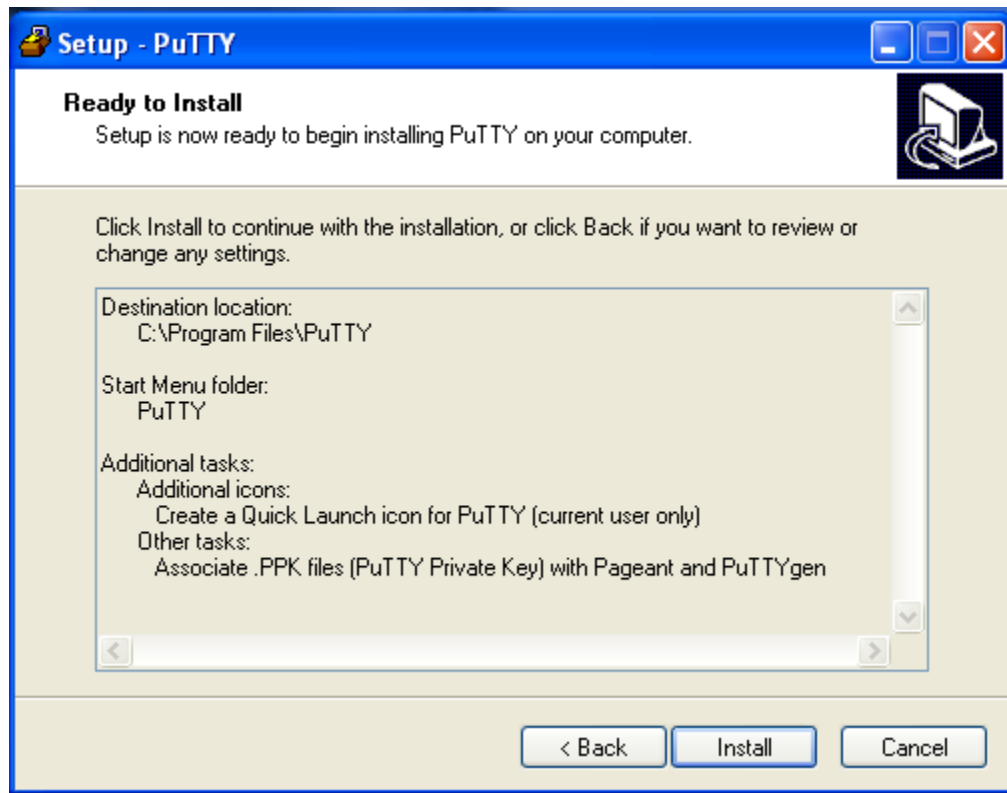 Setup - PuTTY
Ready to Install
Setup is now ready to begin installing PuTTY on your computer.
Click Install to continue with the installation, or click Back if you want to review or
change any settings.
Destination location:
C:\Program Files\PuTTY
Start Menu folder:
PuTTY
Additional tasks:
Additional icons:
Create a Quick Launch icon for PuTTY (current user only)
Other tasks:
Associate .PPK files (PuTTY Private Key) with Pageant and PuTTYgen
< Back Install Cancel